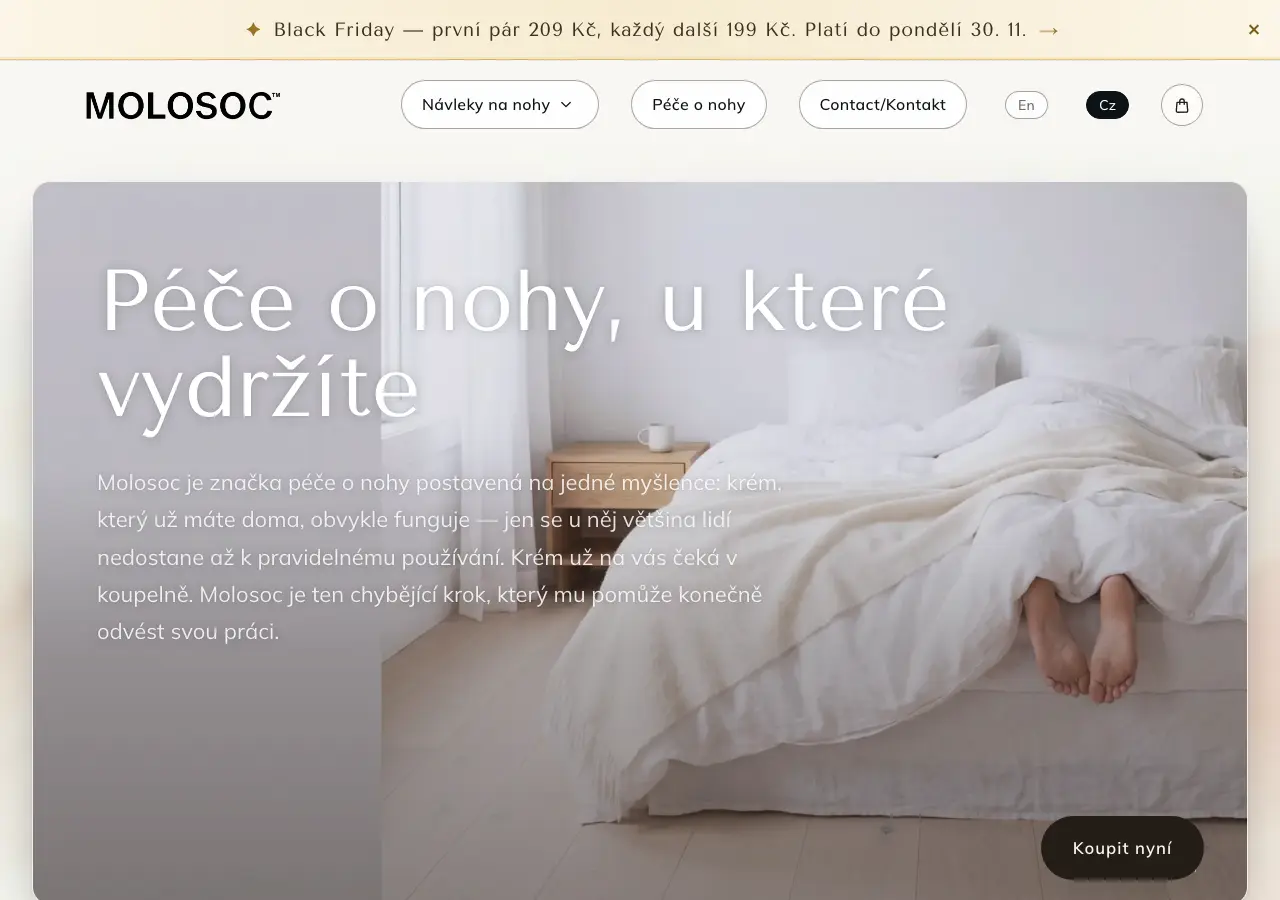 ✦ Black Friday — první pár 209 Kč, každý další 199 Kč. Platí do pondělí 30. 11. → ×
MOLOSOC™
Návleky na nohy
Péče o nohy
Contact/Kontakt
En
Cz
Péče o nohy, u které
vydržíte
Molosoc je značka péče o nohy postavená na jedné myšlence: krém,
který už máte doma, obvykle funguje — jen se u něj většina lidí
nedostane až k pravidelnému používání. Krém už na vás čeká v
koupelně. Molosoc je ten chybějící krok, který mu pomůže konečně
odvést svou práci.
Koupit nyní